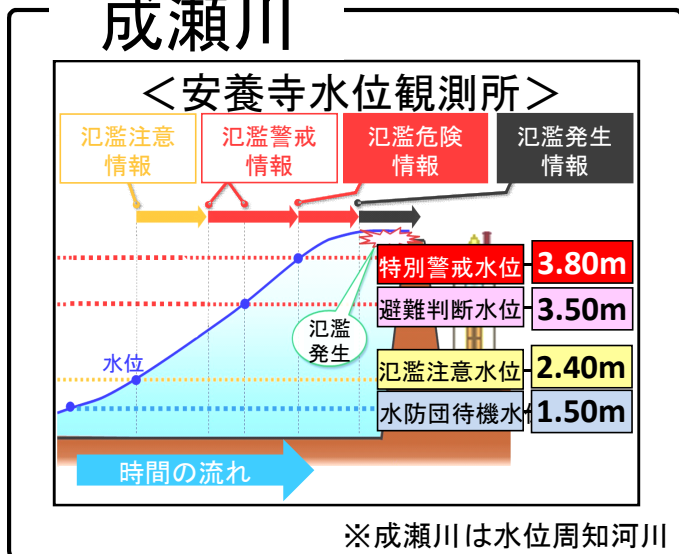 成瀬川
＜安養寺水位観測所＞
氾濫注意
情報
氾濫警戒
情報
氾濫危険
情報
氾濫発生
情報
特別警戒水位
3.80m
避難判断水位
3.50m
氾濫
発生
水位
氾濫注意水位
2.40m
水防団待機水
1.50m
時間の流れ
※成瀬川は水位周知河川